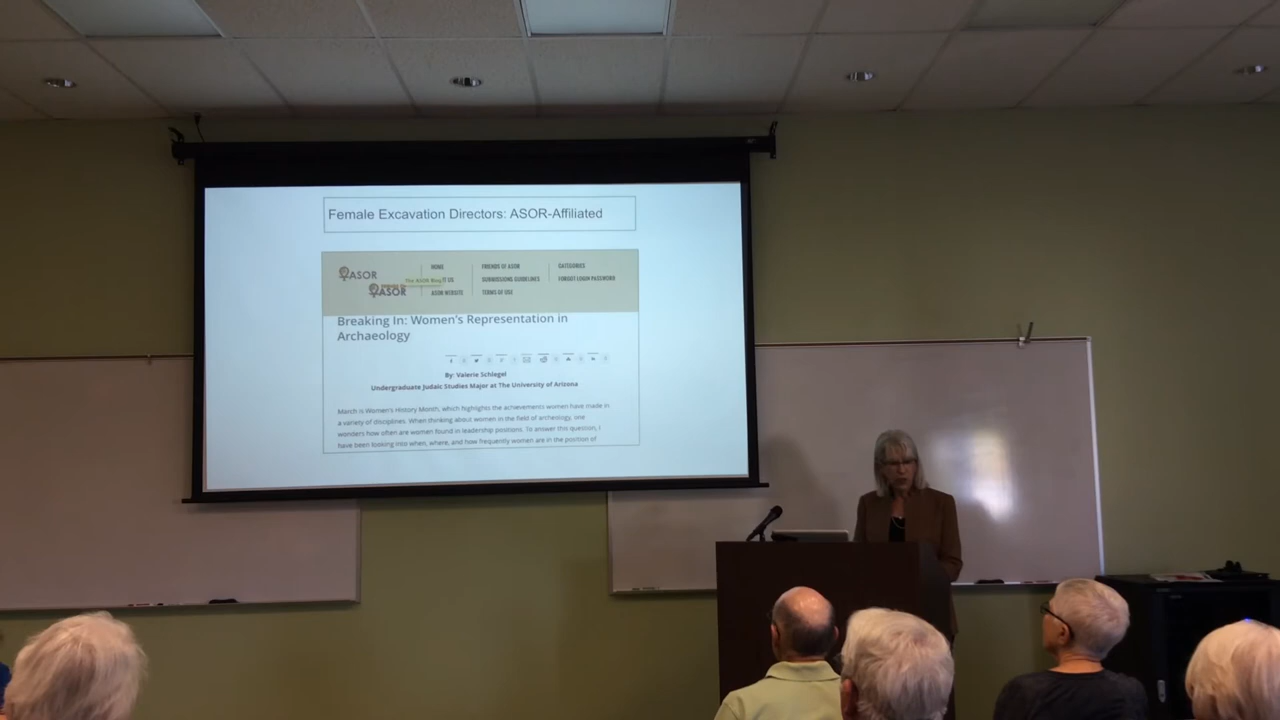 Female Excavation Directors: ASOR-Affiliated
ASOR
ASOR
The ASOR Blog
HOME
IT US
ASOR WEBSITE
FRIENDS OF ASOR
SUBMISSIONS GUIDELINES
TERMS OF USE
CATEGORIES
FORGOT LOGIN PASSWORD
Breaking In: Women's Representation in
Archaeology
By: Valerie Schlegel
Undergraduate Judaic Studies Major at The University of Arizona
March is Women's History Month, which highlights the achievements women have made in
a variety of disciplines. When thinking about women in the field of archeology, one
wonders how often are women found in leadership positions. To answer this question, I
have been looking into when, where, and how frequently women are in the position of